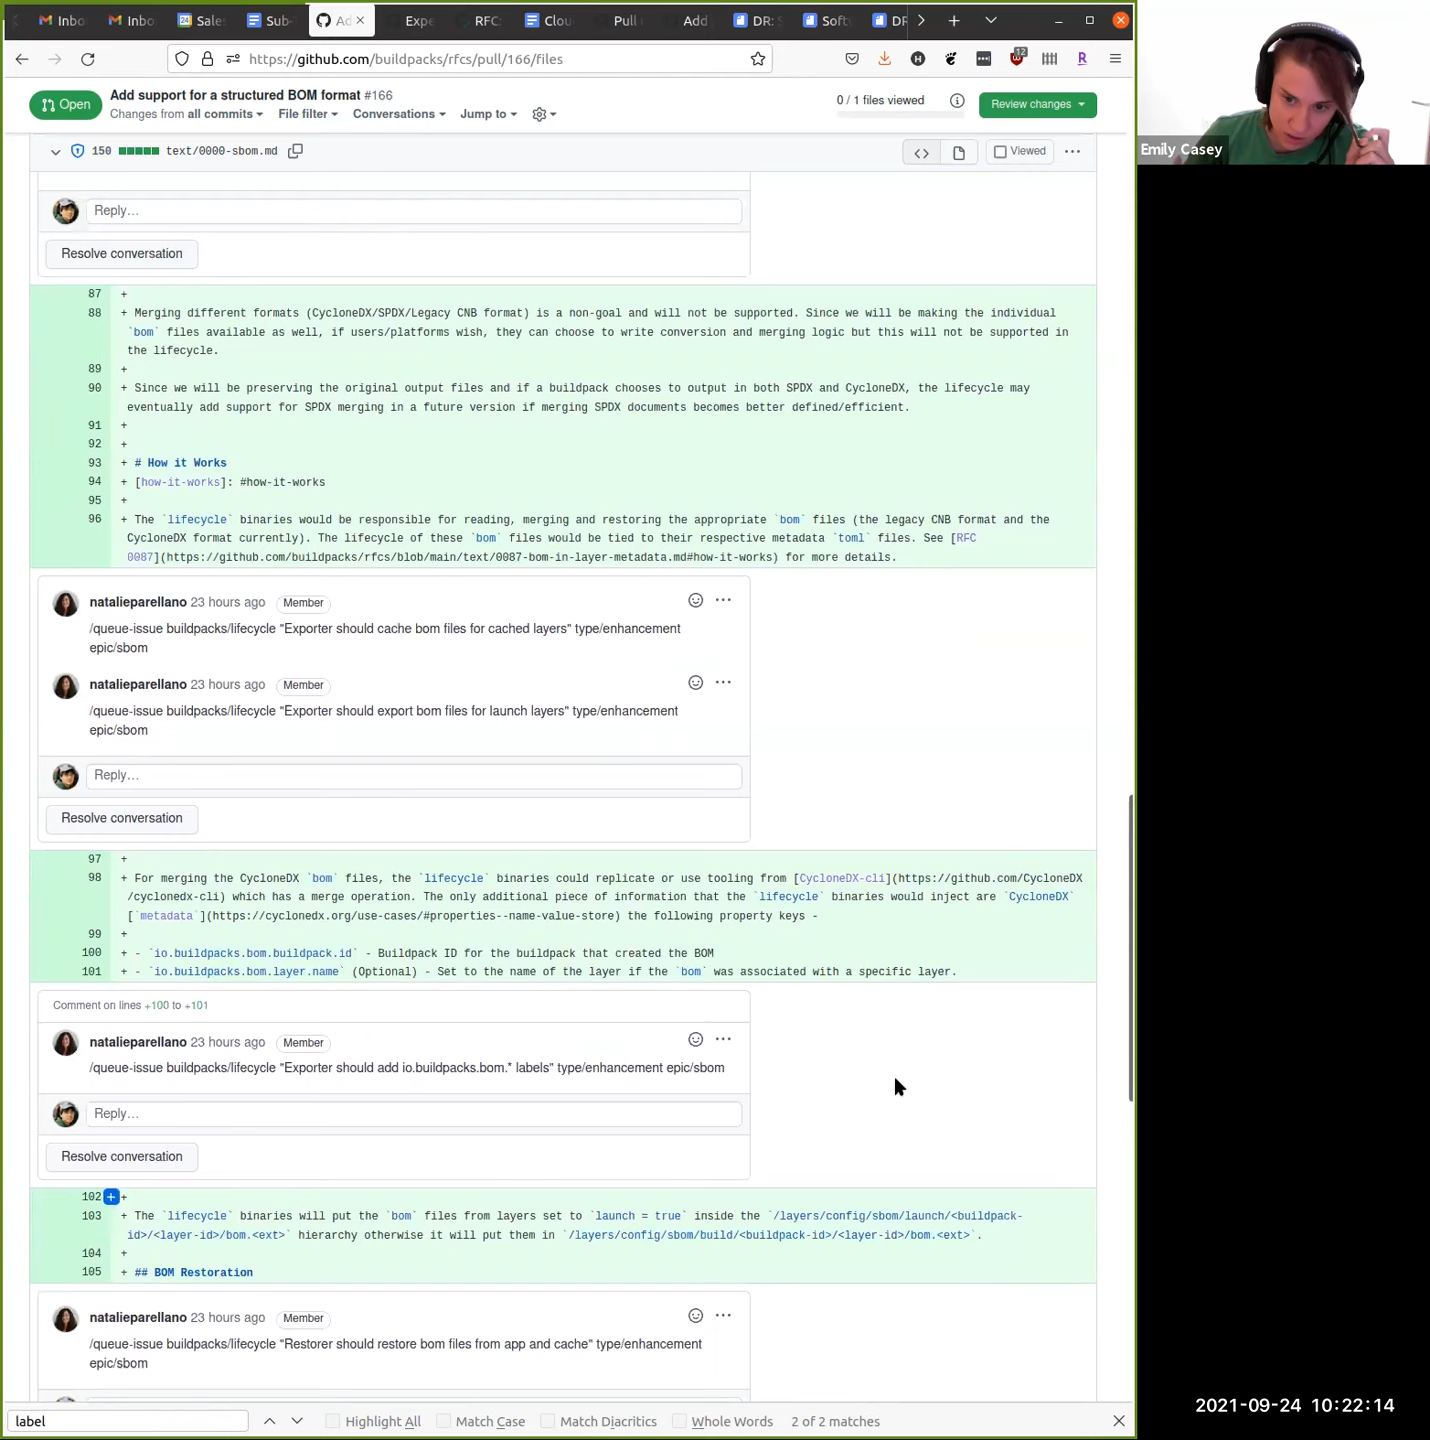 Inbo
Inbo
24 Sales
Sub-
Ad
Expe
RFC:
Clou
Pull
Add
DR: S
Soft
DR
https://github.com/buildpacks/rfcs/pull/166/files
12
Open
Add support for a structured BOM format #166
Changes from all commits
File filter
Conversations
Jump to
0 / 1 files viewed
Review changes
150 text/0000-sbom.md
Viewed
Reply…
Resolve conversation
87 +
88 + Merging different formats (CycloneDX/SPDX/Legacy CNB format) is a non-goal and will not be supported. Since we will be making the individual
`bom` files available as well, if users/platforms wish, they can choose to write conversion and merging logic but this will not be supported in
the lifecycle.
89 +
90 + Since we will be preserving the original output files and if a buildpack chooses to output in both SPDX and CycloneDX, the lifecycle may
eventually add support for SPDX merging in a future version if merging SPDX documents becomes better defined/efficient.
91 +
92 +
93 + # How it Works
94 + [how-it-works]: #how-it-works
95 +
96 + The `lifecycle` binaries would be responsible for reading, merging and restoring the appropriate `bom` files (the legacy CNB format and the
CycloneDX format currently). The lifecycle of these `bom` files would be tied to their respective metadata `toml` files. See [RFC
0087](https://github.com/buildpacks/rfcs/blob/main/text/0087-bom-in-layer-metadata.md#how-it-works) for more details.
natalieparellano 23 hours ago Member
/queue-issue buildpacks/lifecycle "Exporter should cache bom files for cached layers" type/enhancement
epic/sbom
natalieparellano 23 hours ago Member
/queue-issue buildpacks/lifecycle "Exporter should export bom files for launch layers" type/enhancement
epic/sbom
Reply…
Resolve conversation
97 +
98 + For merging the CycloneDX `bom` files, the `lifecycle` binaries could replicate or use tooling from [CycloneDX-cli](https://github.com/CycloneDX
/cyclonedx-cli) which has a merge operation. The only additional piece of information that the `lifecycle` binaries would inject are `CycloneDX`
[`metadata`](https://cyclonedx.org/use-cases/#properties--name-value-store) the following property keys -
99 +
100 + - `io.buildpacks.bom.buildpack.id` - Buildpack ID for the buildpack that created the BOM
101 + - `io.buildpacks.bom.layer.name` (Optional) - Set to the name of the layer if the `bom` was associated with a specific layer.
Comment on lines +100 to +101
natalieparellano 23 hours ago Member
/queue-issue buildpacks/lifecycle "Exporter should add io.buildpacks.bom.* labels" type/enhancement epic/sbom
Reply…
Resolve conversation
102 + +
103 + The `lifecycle` binaries will put the `bom` files from layers set to `launch = true` inside the `/layers/config/sbom/launch/<buildpack-
id>/<layer-id>/bom.<ext>` hierarchy otherwise it will put them in `/layers/config/sbom/build/<buildpack-id>/<layer-id>/bom.<ext>`.
104 +
105 + ## BOM Restoration
natalieparellano 23 hours ago Member
/queue-issue buildpacks/lifecycle "Restorer should restore bom files from app and cache" type/enhancement
epic/sbom
label
Highlight All
Match Case
Match Diacritics
Whole Words
2 of 2 matches
Emily Casey
2021-09-24 10:22:14